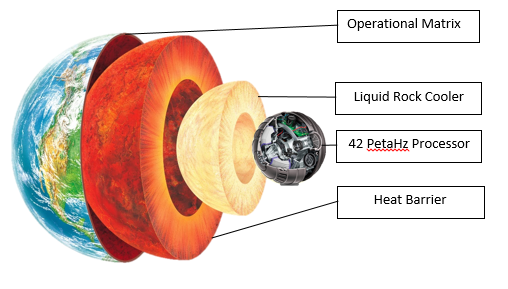 Operational Matrix
Liquid Rock Cooler
42 PetaHz Processor
Heat Barrier